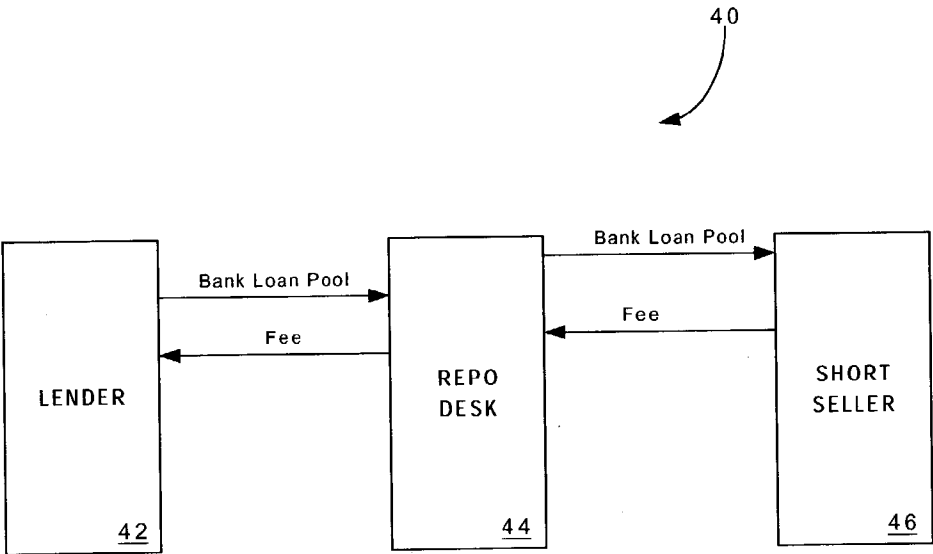 40
Bank Loan Pool
Bank Loan Pool
Fee
Fee
LENDER
REPO
DESK
SHORT
SELLER
42
44
46